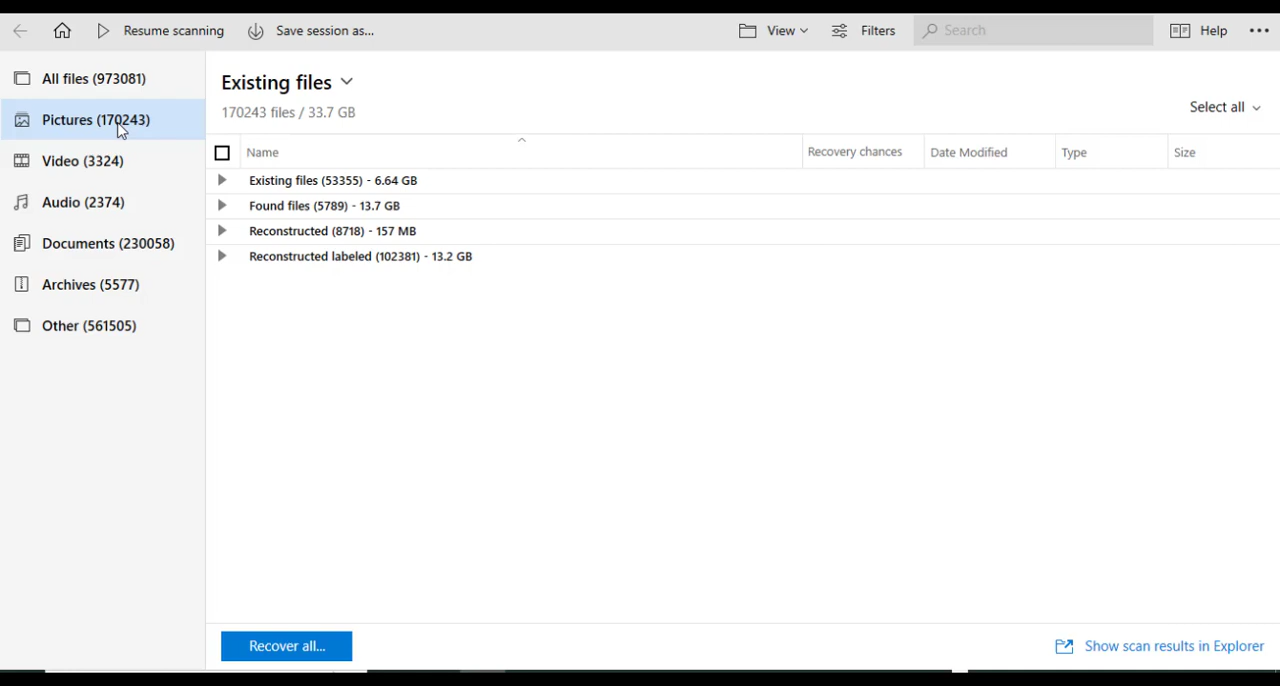 Resume scanning Save session as... View Filters Search Help
All files (973081)
Pictures (170243)
Video (3324)
Audio (2374)
Documents (230058)
Archives (5577)
Other (561505)
Existing files
170243 files / 33.7 GB
Select all
Name Recovery chances Date Modified Type Size
Existing files (53355) - 6.64 GB
Found files (5789) - 13.7 GB
Reconstructed (8718) - 157 MB
Reconstructed labeled (102381) - 13.2 GB
Recover all... Show scan results in Explorer